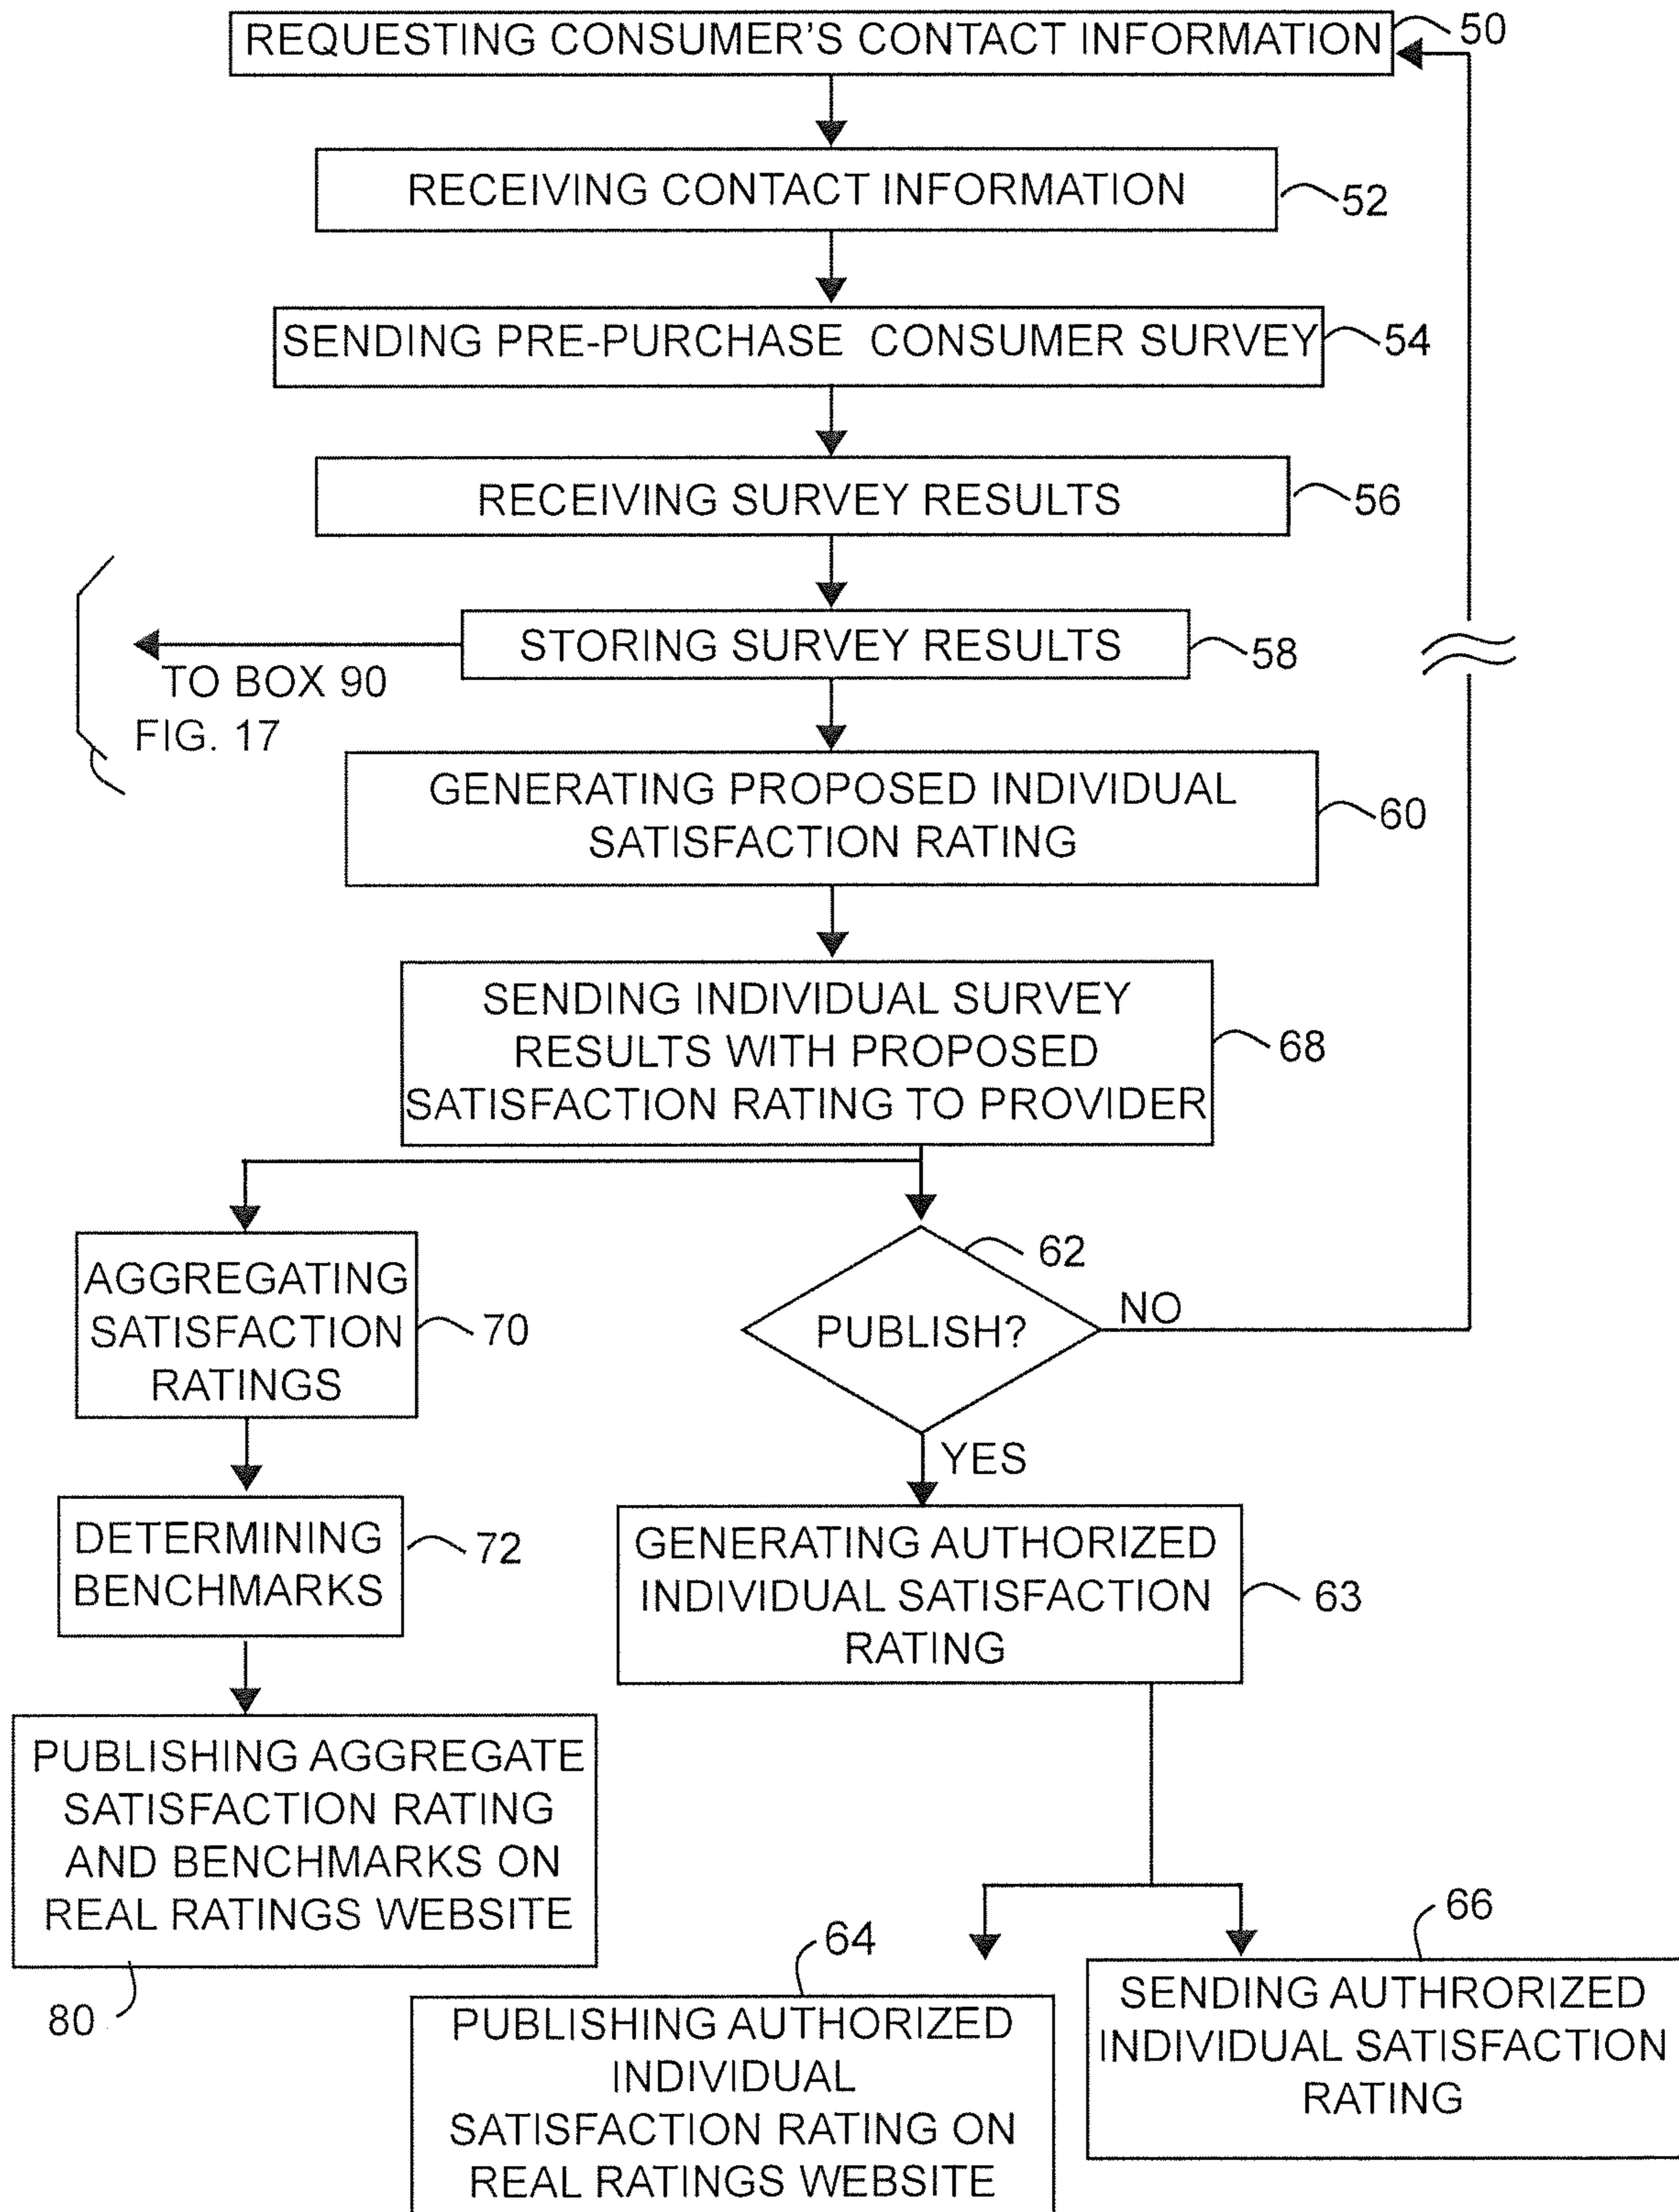 REQUESTING CONSUMER'S CONTACT INFORMATION
50
RECEIVING CONTACT INFORMATION
52
SENDING PRE-PURCHASE CONSUMER SURVEY
54
RECEIVING SURVEY RESULTS
56
STORING SURVEY RESULTS
58
TO BOX 90
FIG. 17
GENERATING PROPOSED INDIVIDUAL
SATISFACTION RATING
60
SENDING INDIVIDUAL SURVEY
RESULTS WITH PROPOSED
SATISFACTION RATING TO PROVIDER
68
AGGREGATING
SATISFACTION
RATINGS
70
62
PUBLISH?
NO
YES
DETERMINING
BENCHMARKS
72
GENERATING AUTHORIZED
INDIVIDUAL SATISFACTION
RATING
63
PUBLISHING AGGREGATE
SATISFACTION RATING
AND BENCHMARKS ON
REAL RATINGS WEBSITE
80
64
PUBLISHING AUTHORIZED
INDIVIDUAL
SATISFACTION RATING ON
REAL RATINGS WEBSITE
66
SENDING AUTHRORIZED
INDIVIDUAL SATISFACTION
RATING